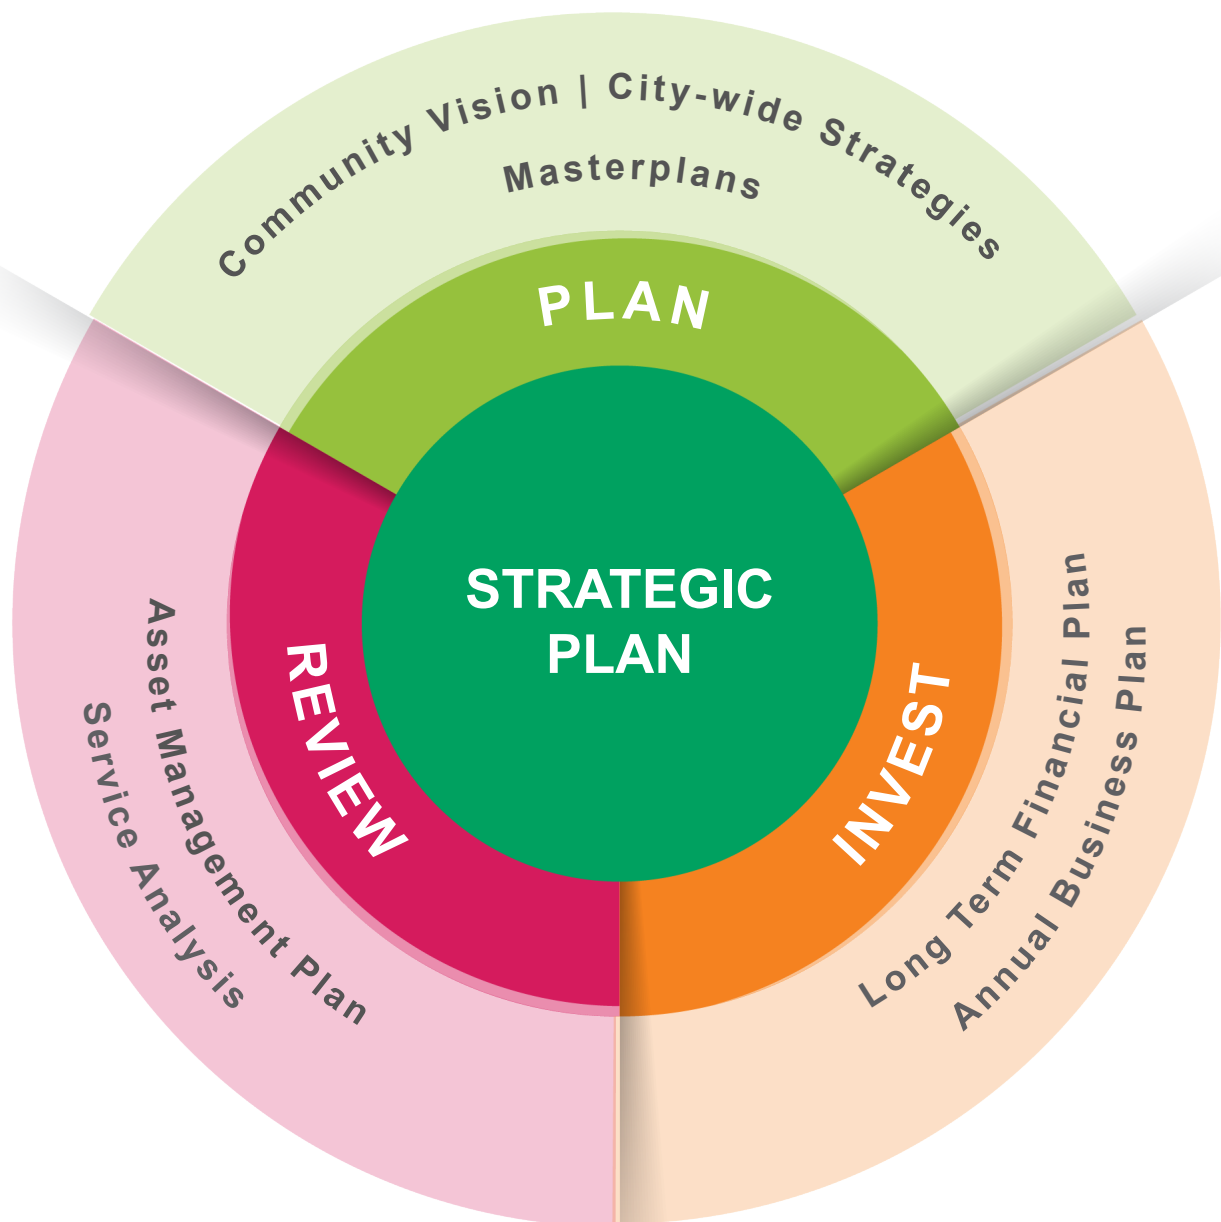 Community Vision | City-wide Strategies
Masterplans
PLAN
STRATEGIC
PLAN
INVEST
Long Term Financial Plan
Annual Business Plan
REVIEW
Asset Management Plan
Service Analysis